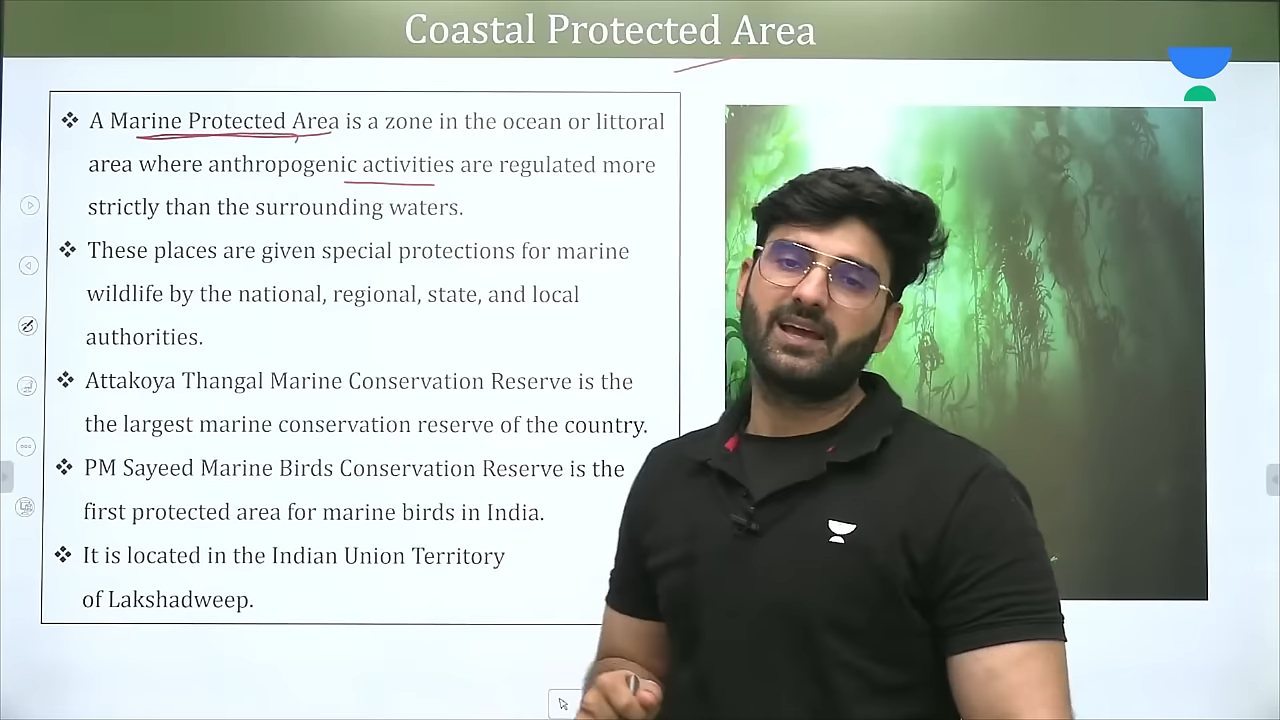 Coastal Protected Area
❖ A Marine Protected Area is a zone in the ocean or littoral
area where anthropogenic activities are regulated more
strictly than the surrounding waters.
❖ These places are given special protections for marine
wildlife by the national, regional, state, and local
authorities.
❖ Attakoya Thangal Marine Conservation Reserve is the
the largest marine conservation reserve of the country.
❖ PM Sayeed Marine Birds Conservation Reserve is the
first protected area for marine birds in India.
❖ It is located in the Indian Union Territory
of Lakshadweep.